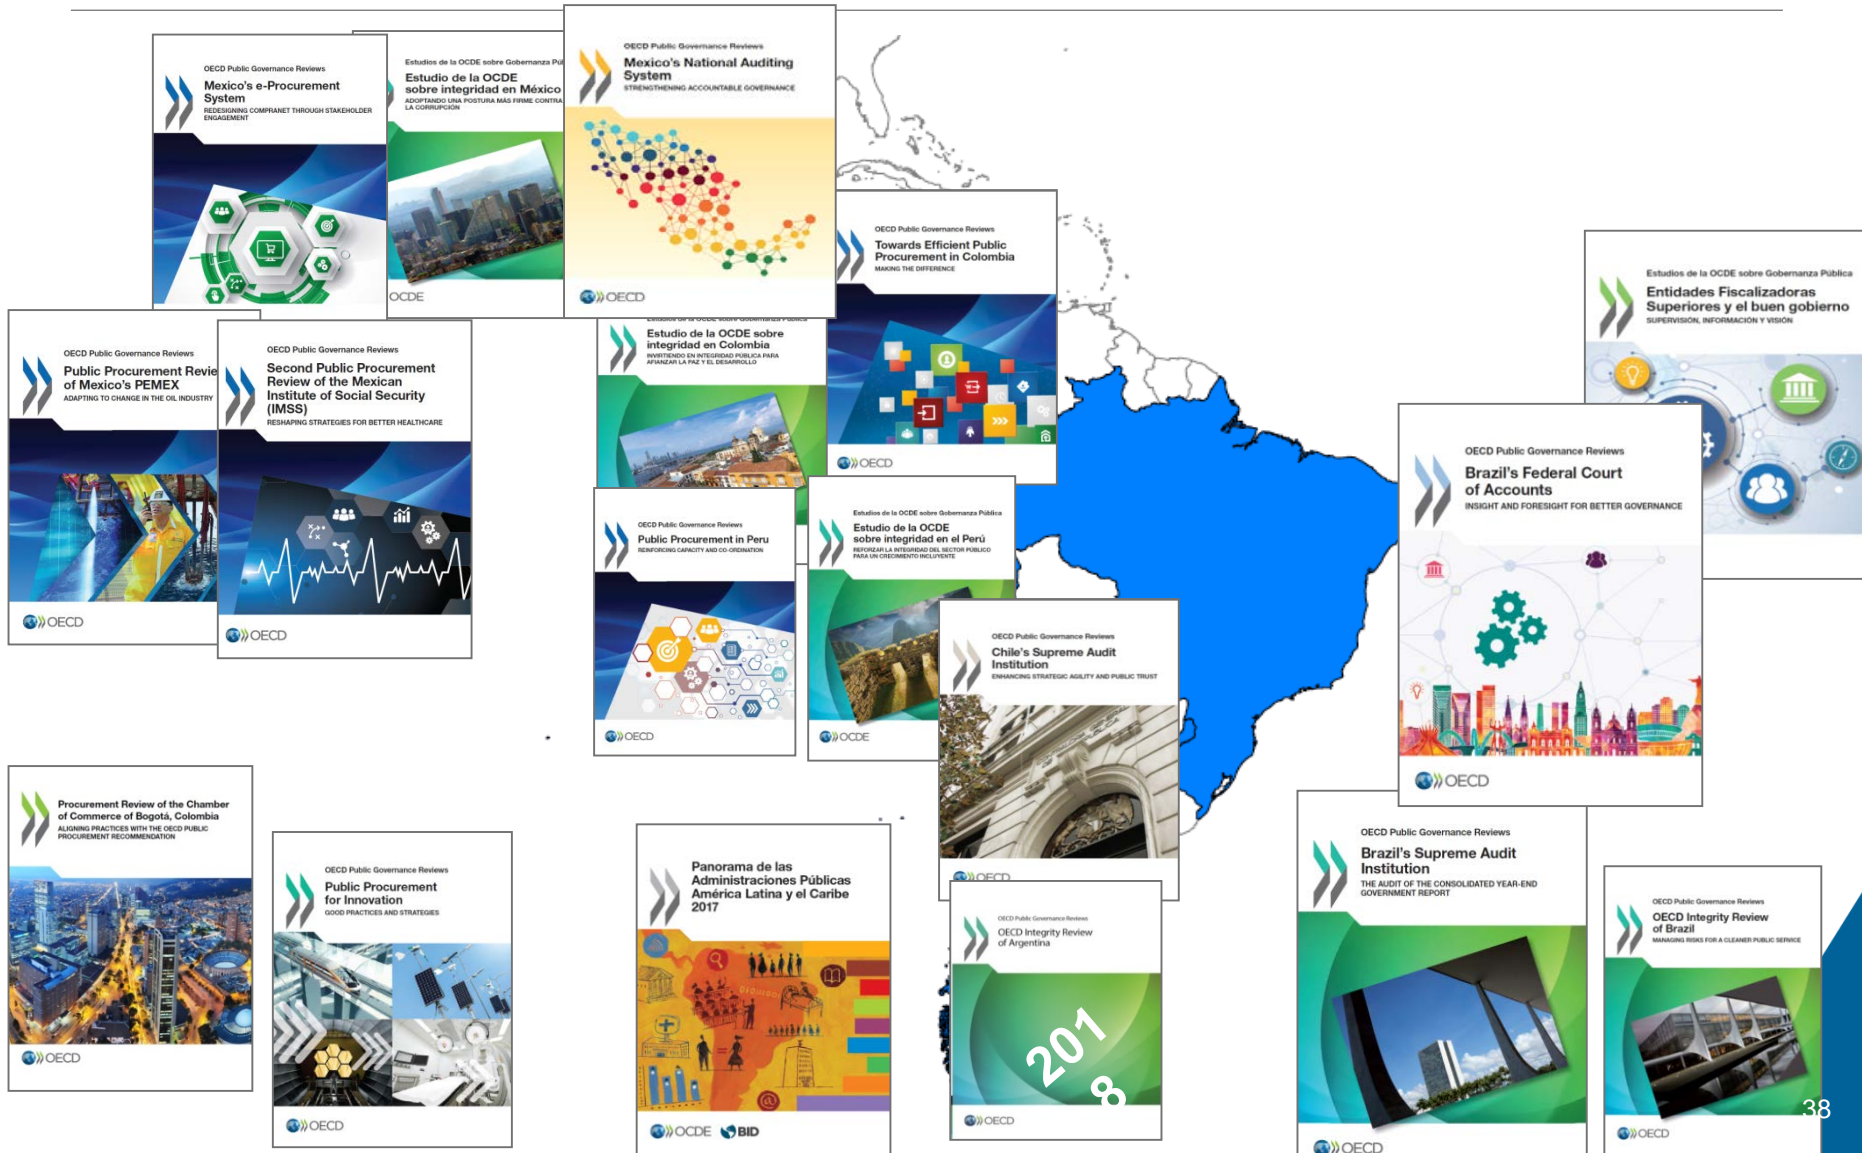 OECD Public Governance Reviews
Mexico's e-Procurement
System
REDESIGNING COMPRANET THROUGH STAKEHOLDER
ENGAGEMENT
Estudios de la OCDE sobre Gobernanza
Estudio de la OCDE
sobre integridad en México
ADOPTANDO UNA POSTURA MÁS FIRME CONTRA
LA CORRUPCIÓN
OCDE
OECD Public Governance Reviews
Mexico's National Auditing
System
STRENGTHENING ACCOUNTABLE GOVERNANCE
OECD
OECD Public Governance Reviews
Towards Efficient Public
Procurement in Colombia
MAKING THE DIFFERENCE
OECD
Estudios de la OCDE sobre Gobernanza Pública
Entidades Fiscalizadoras
Superiores y el buen gobierno
SUPERVISIÓN, INFORMACIÓN Y VISIÓN
OECD Public Governance Reviews
Public Procurement Revie
of Mexico's PEMEX
ADAPTING TO CHANGE IN THE OIL INDUSTRY
OECD
OECD Public Governance Reviews
Second Public Procurement
Review of the Mexican
Institute of Social Security
(IMSS)
RESHAPING STRATEGIES FOR BETTER HEALTHCARE
OECD
Estudios de la OCDE sobre Gobernanza Pública
Estudio de la OCDE sobre
integridad en Colombia
INVIRTIENDO EN INTEGRIDAD PÚBLICA PARA
AFIANZAR LA PAZ Y EL DESARROLLO
OECD Public Governance Reviews
Brazil's Federal Court
of Accounts
INSIGHT AND FORESIGHT FOR BETTER GOVERNANCE
OECD
OECD Public Governance Reviews
Public Procurement in Peru
REINFORCING CAPACITY AND CO-ORDINATION
OECD
Estudios de la OCDE sobre Gobernanza Pública
Estudio de la OCDE
sobre integridad en el Perú
REFORZAR LA INTEGRIDAD DEL SECTOR PÚBLICO
PARA UN CRECIMIENTO INCLUYENTE
OCDE
OECD Public Governance Reviews
Chile's Supreme Audit
Institution
ENHANCING STRATEGIC AGILITY AND PUBLIC TRUST
OECD
Procurement Review of the Chamber
of Commerce of Bogotá, Colombia
ALIGNING PRACTICES WITH THE OECD PUBLIC
PROCUREMENT RECOMMENDATION
OECD
OECD Public Governance Reviews
Public Procurement
for Innovation
GOOD PRACTICES AND STRATEGIES
OECD
Panorama de las
Administraciones Públicas
América Latina y el Caribe
2017
OCDE BID
OECD Public Governance Reviews
OECD Integrity Review
of Argentina
201
8
OECD
OECD Public Governance Reviews
Brazil's Supreme Audit
Institution
THE AUDIT OF THE CONSOLIDATED YEAR-END
GOVERNMENT REPORT
OECD
OECD Public Governance Reviews
OECD Integrity Review
of Brazil
MANAGING RISKS FOR A CLEANER PUBLIC SERVICE
OECD
38